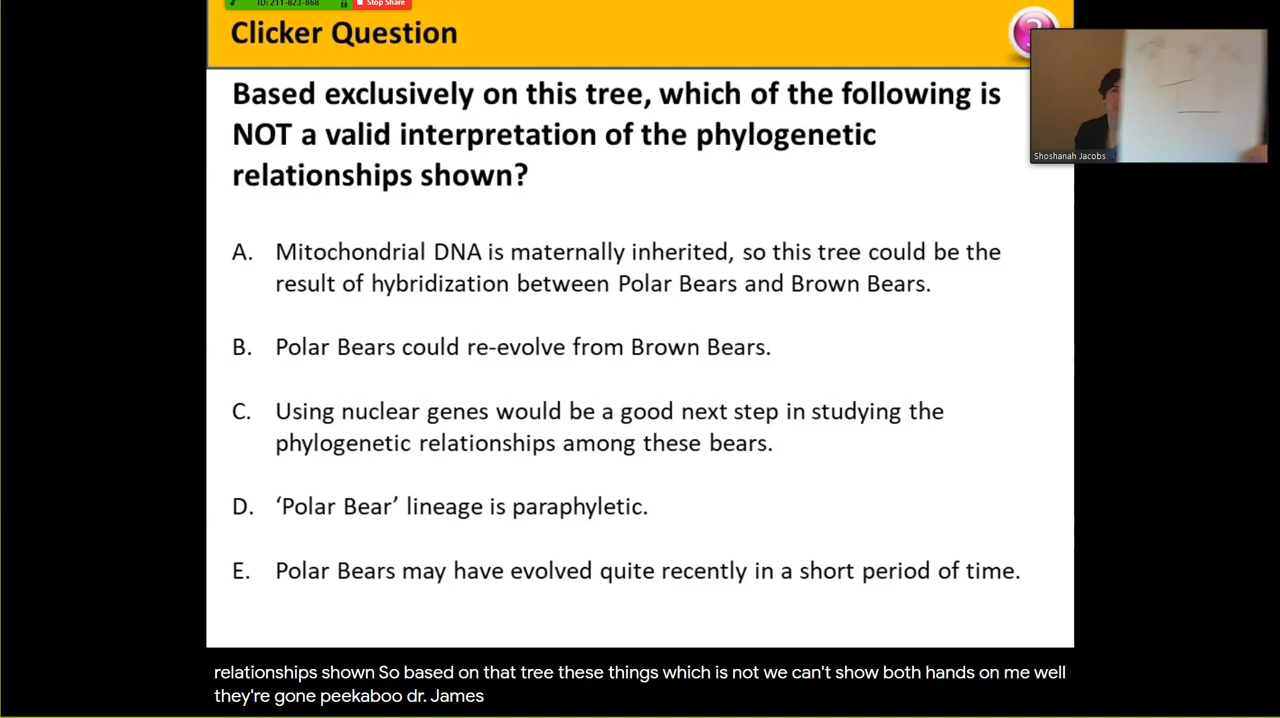 ID: 211-823-868
Stop Share
Clicker Question
?
Based exclusively on this tree, which of the following is
NOT a valid interpretation of the phylogenetic
relationships shown?
Shoshanah Jacobs
A. Mitochondrial DNA is maternally inherited, so this tree could be the
result of hybridization between Polar Bears and Brown Bears.
B. Polar Bears could re-evolve from Brown Bears.
C. Using nuclear genes would be a good next step in studying the
phylogenetic relationships among these bears.
D. ‘Polar Bear’ lineage is paraphyletic.
E. Polar Bears may have evolved quite recently in a short period of time.
relationships shown So based on that tree these things which is not we can't show both hands on me well
they're gone peekaboo dr. James